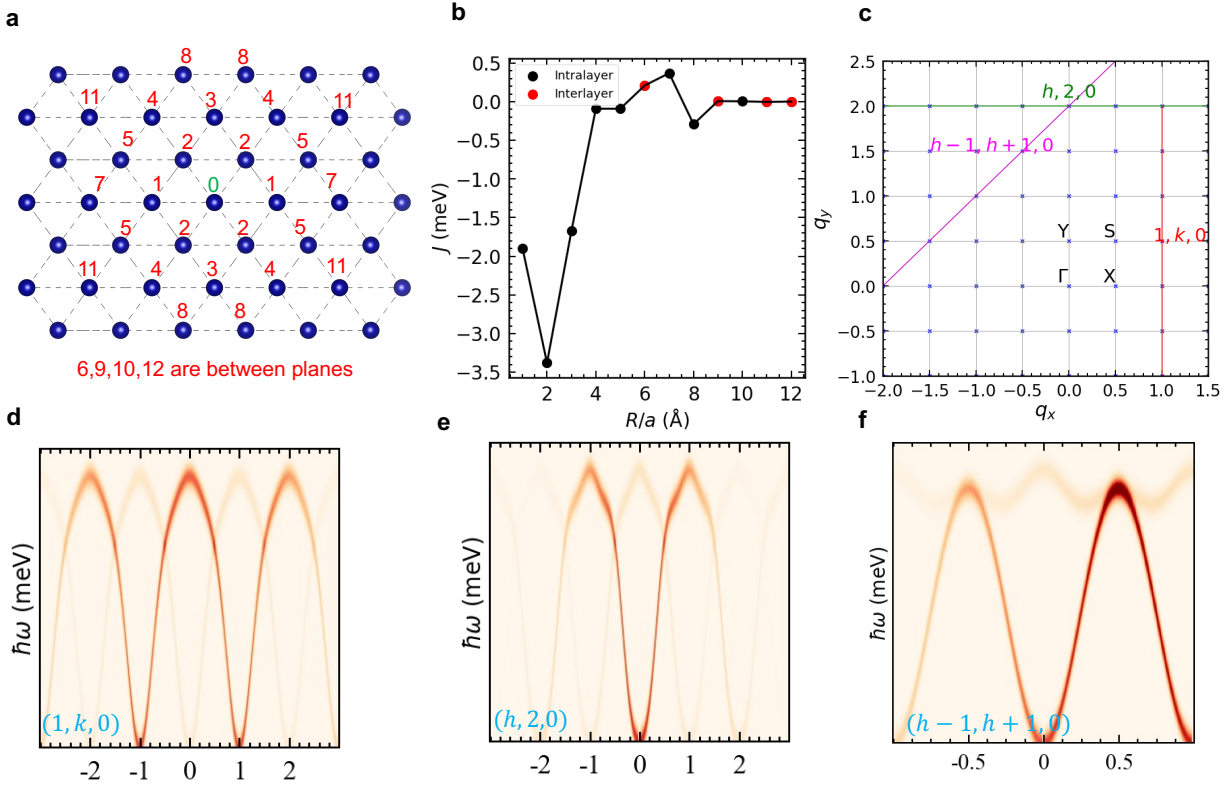 a
8 8
11 4 3 4 11
5 2 2 5
7 1 0 1 7
5 2 2 5
11 4 3 4 11
8 8
6,9,10,12 are between planes
b
Intralayer
Interlayer
0.5
0.0
−0.5
−1.0
−1.5
−2.0
−2.5
−3.0
−3.5
J (meV)
2 4 6 8 10 12
R/a (Å)
c
2.5
2.0
1.5
1.0
0.5
0.0
−0.5
−1.0
q_y
h, 2, 0
h − 1, h + 1, 0
Y S
1, k, 0
Γ X
−2.0 −1.5 −1.0 −0.5 0.0 0.5 1.0 1.5
q_x
d
ħω (meV)
(1, k, 0)
-2 -1 0 1 2
e
ħω (meV)
(h, 2,0)
-2 -1 0 1 2
f
ħω (meV)
(h − 1, h + 1, 0)
-0.5 0 0.5